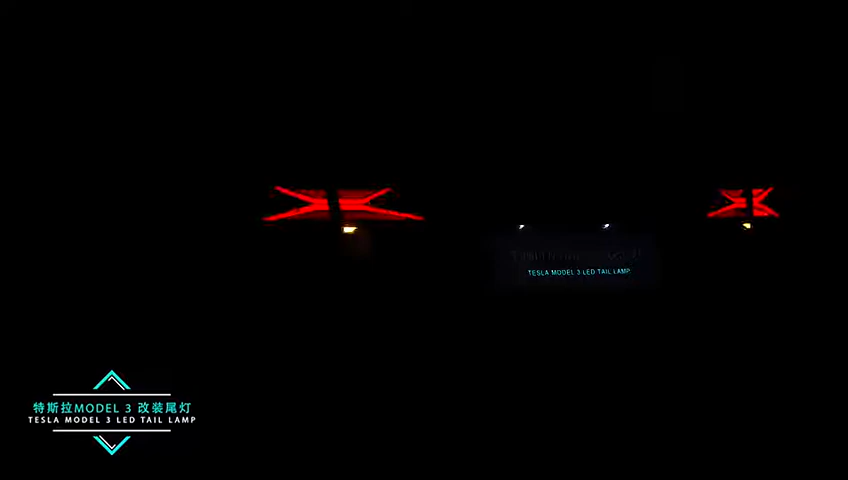 TESLA MODEL 3 LED TAIL LAMP
特斯拉MODEL 3 改装尾灯
TESLA MODEL 3 LED TAIL LAMP